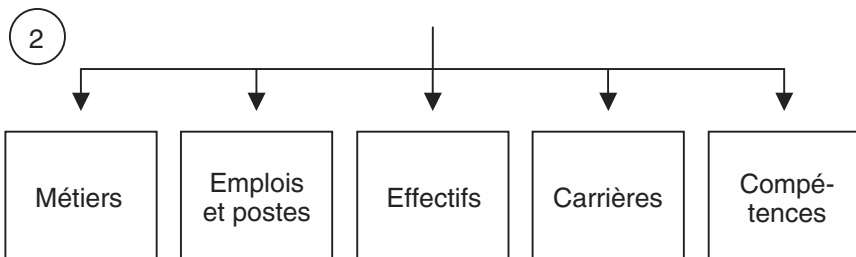 2
Métiers
Emplois
et postes
Effectifs
Carrières
Compé-
tences